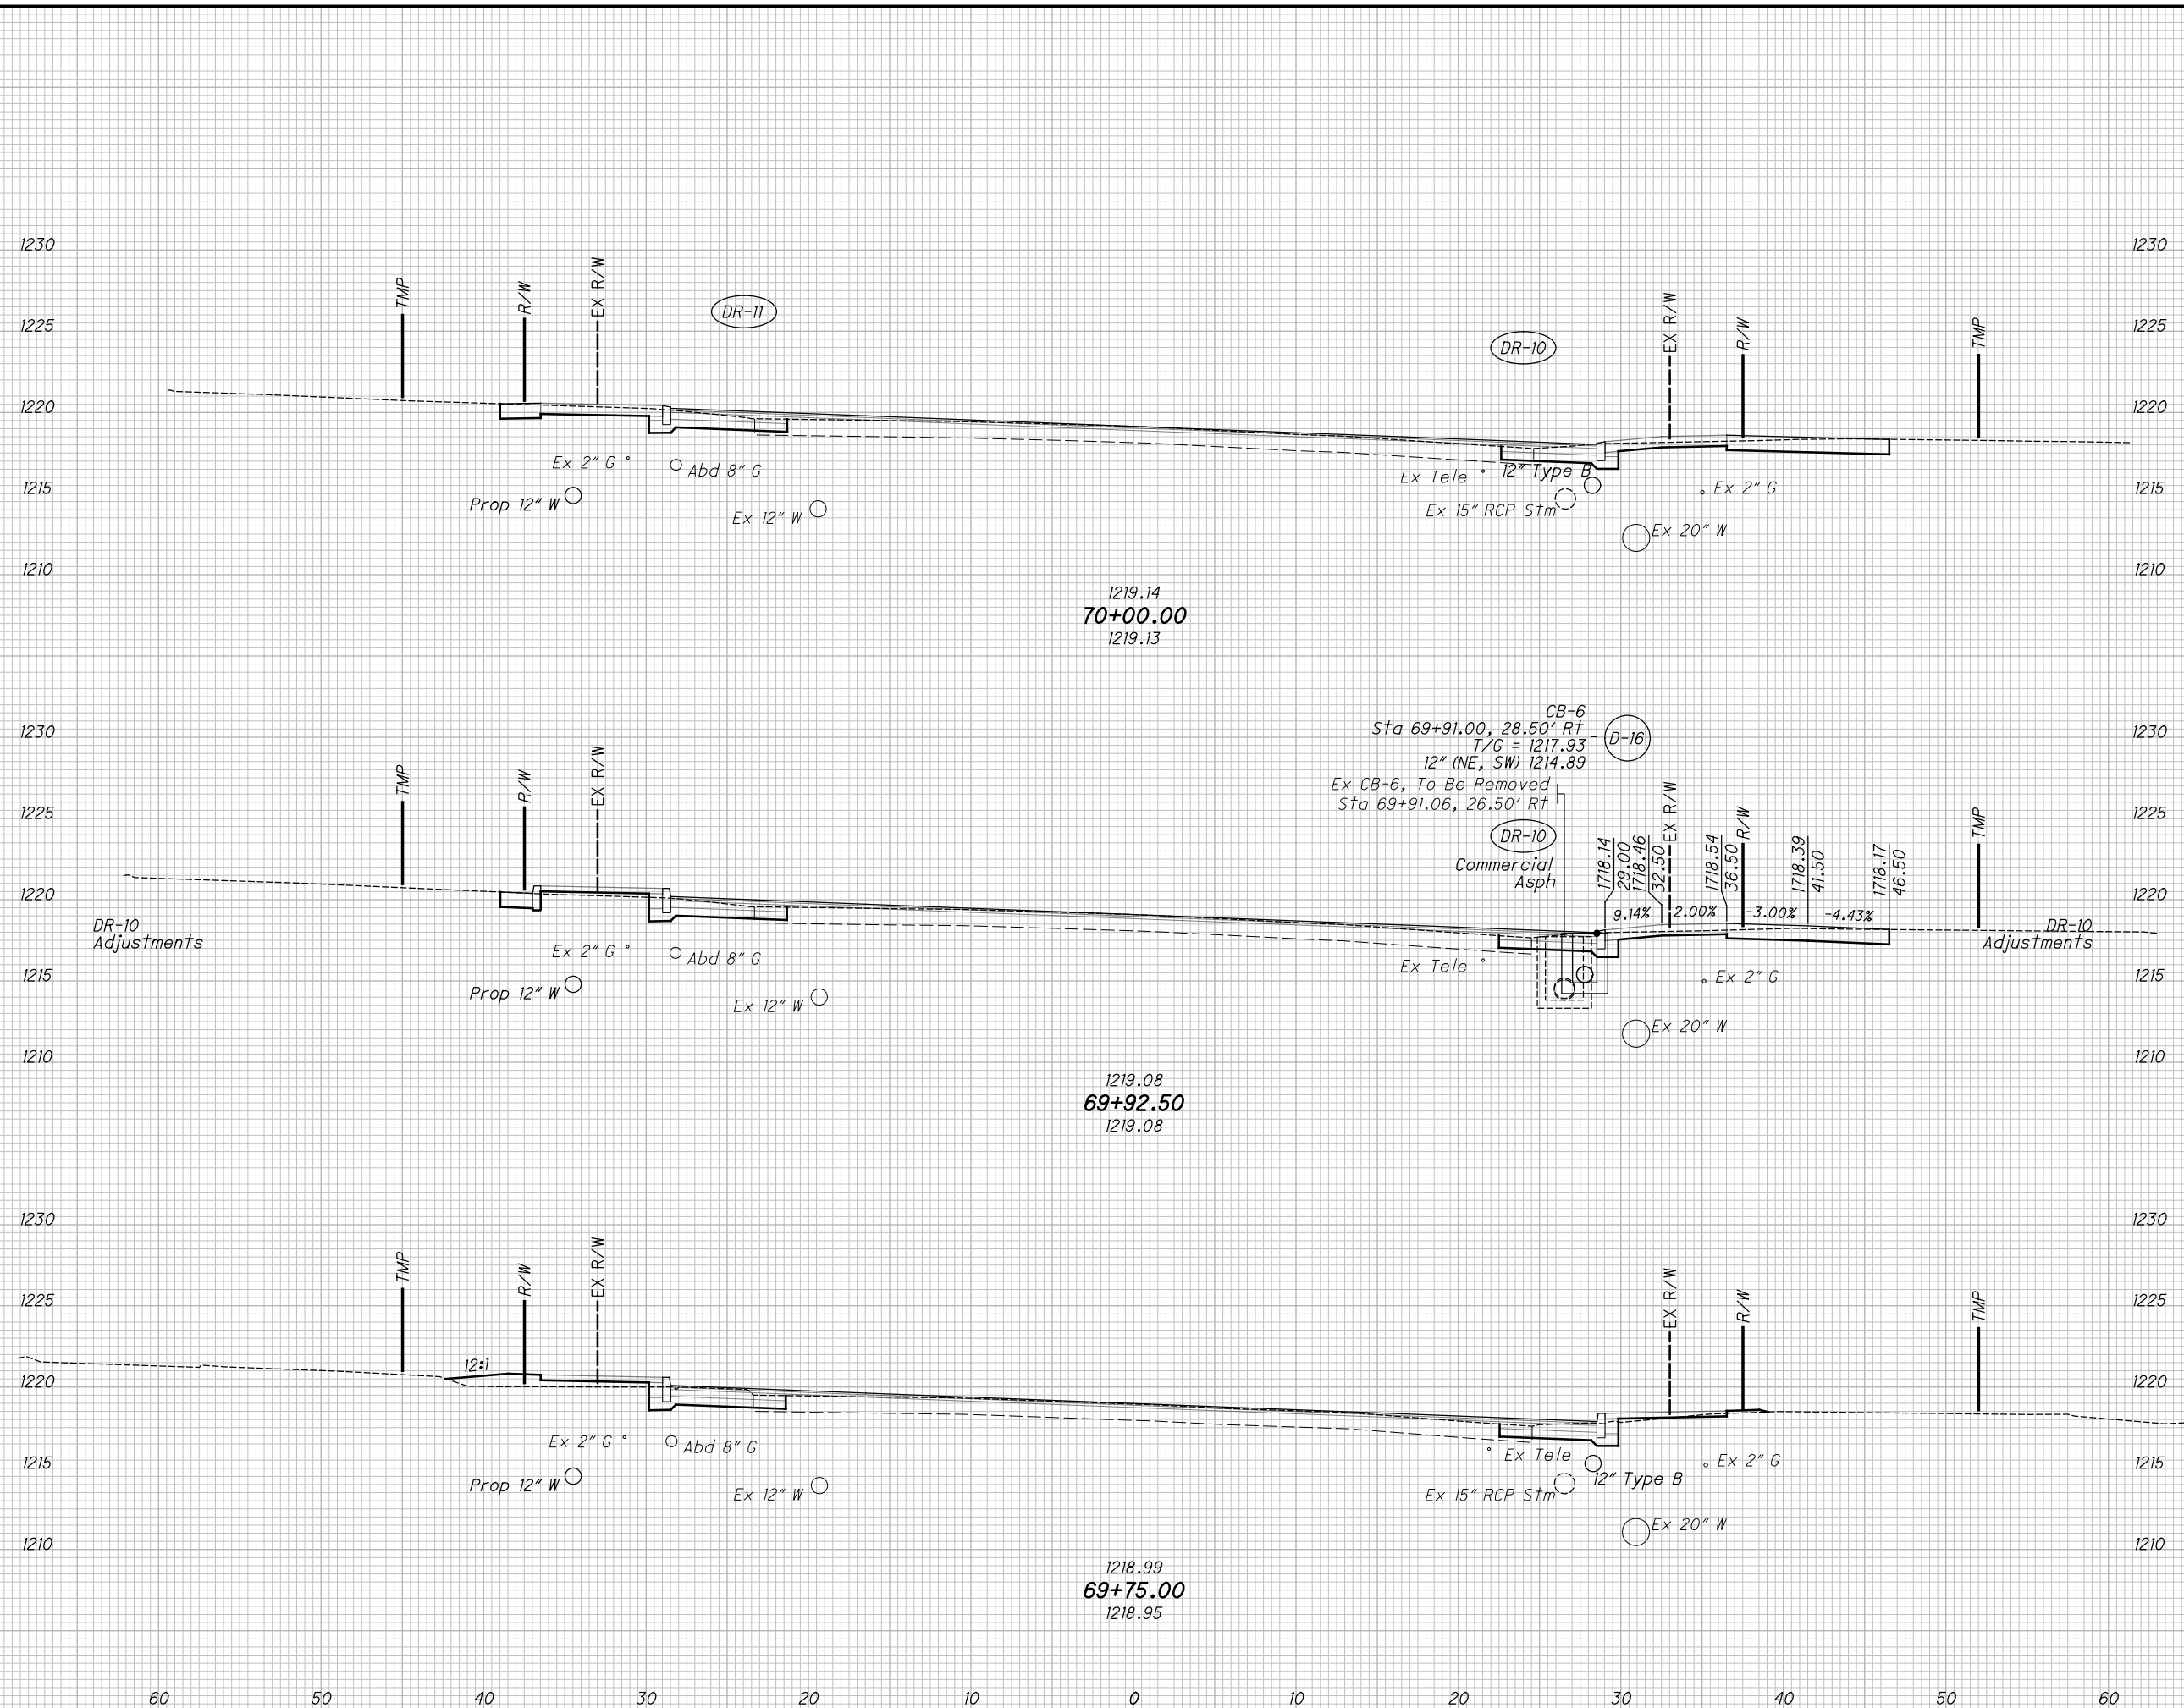 1230
1230
TMP
R/W
EX R/W
DR-11
DR-10
EX R/W
R/W
TMP
1225
1225
1220
1220
Ex 2" G
Abd 8" G
Prop 12" W
Ex 12" W
Ex Tele
12" Type B
Ex 15" RCP Stm
Ex 2" G
Ex 20" W
1215
1215
1210
1210
1219.14
70+00.00
1219.13
1230
1230
CB-6
Sta 69+91.00, 28.50' Rt
T/G = 1217.93
12" (NE, SW) 1214.89
D-16
Ex CB-6, To Be Removed
Sta 69+91.06, 26.50' Rt
DR-10
Commercial
Asph
TMP
R/W
EX R/W
EX R/W
R/W
TMP
1225
1225
1718.14
29.00
1718.46
32.50
1718.54
36.50
1718.39
41.50
1718.17
46.50
9.14%
2.00%
-3.00%
-4.43%
1220
1220
DR-10
Adjustments
DR-10
Adjustments
Ex 2" G
Abd 8" G
Prop 12" W
Ex 12" W
Ex Tele
Ex 2" G
Ex 20" W
1215
1215
1210
1210
1219.08
69+92.50
1219.08
1230
1230
TMP
R/W
EX R/W
EX R/W
R/W
TMP
1225
1225
12:1
1220
1220
Ex 2" G
Abd 8" G
Prop 12" W
Ex 12" W
Ex Tele
12" Type B
Ex 15" RCP Stm
Ex 2" G
Ex 20" W
1215
1215
1210
1210
1218.99
69+75.00
1218.95
60 50 40 30 20 10 0 10 20 30 40 50 60